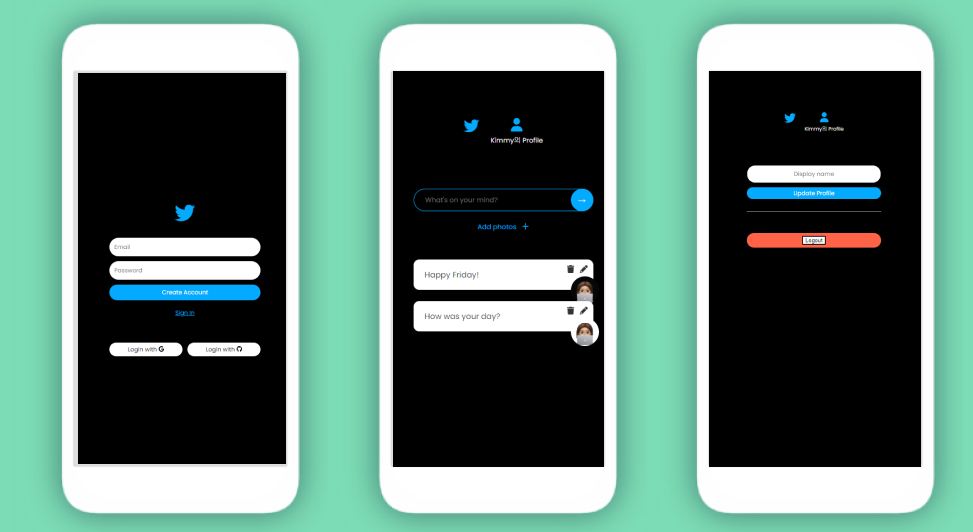 Email
Password
Create Account
Sign In
Login with
Login with
Kimmy의 Profile
What's on your mind?
Add photos +
Happy Friday!
How was your day?
Kimmy의 Profile
Display name
Update Profile
Logout